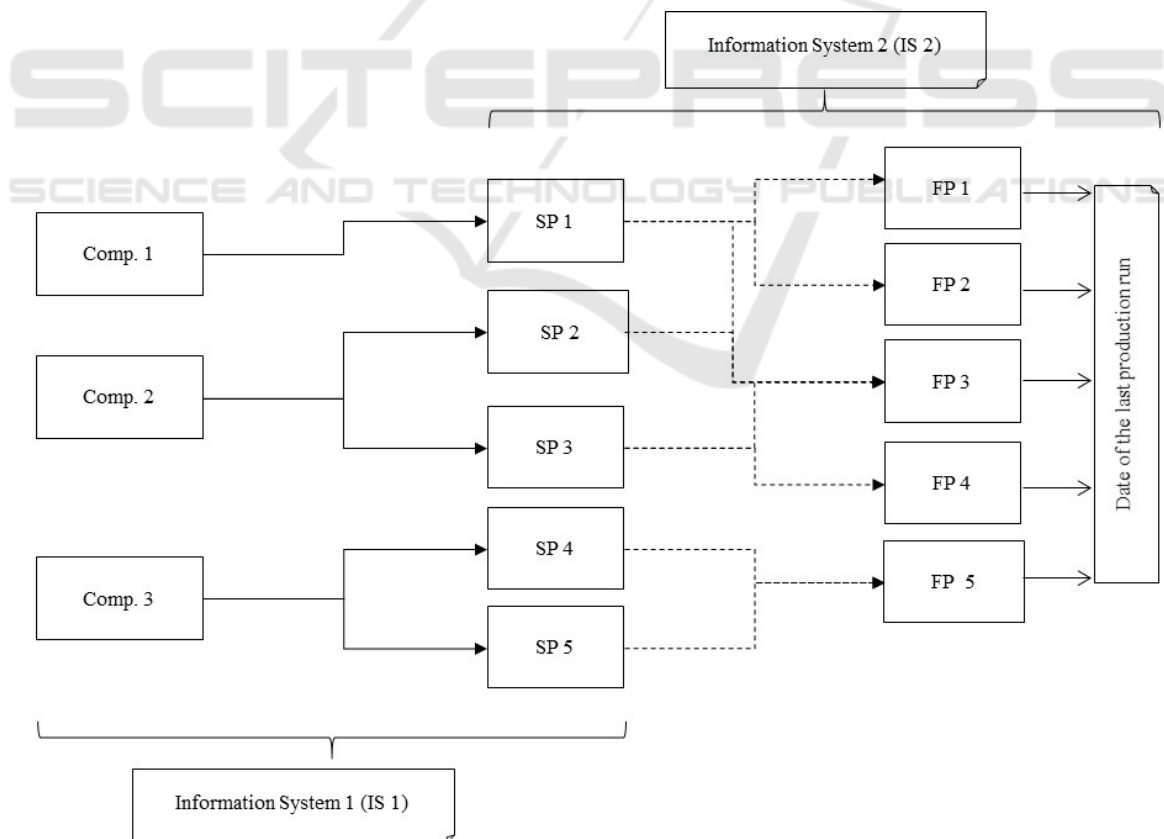 Information System 2 (IS 2)
SCITEPRESS
SCIENCE AND TECHNOLOGY PUBLICATIONS
Comp. 1
Comp. 2
Comp. 3
SP 1
SP 2
SP 3
SP 4
SP 5
FP 1
FP 2
FP 3
FP 4
FP 5
Date of the last production run
Information System 1 (IS 1)